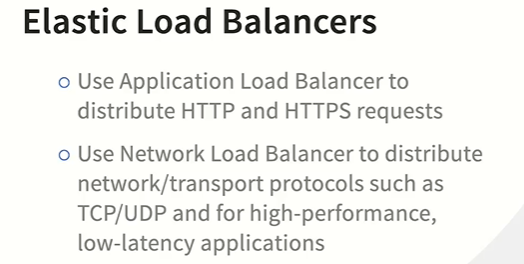 Elastic Load Balancers
○ Use Application Load Balancer to
distribute HTTP and HTTPS requests
○ Use Network Load Balancer to distribute
network/transport protocols such as
TCP/UDP and for high-performance,
low-latency applications